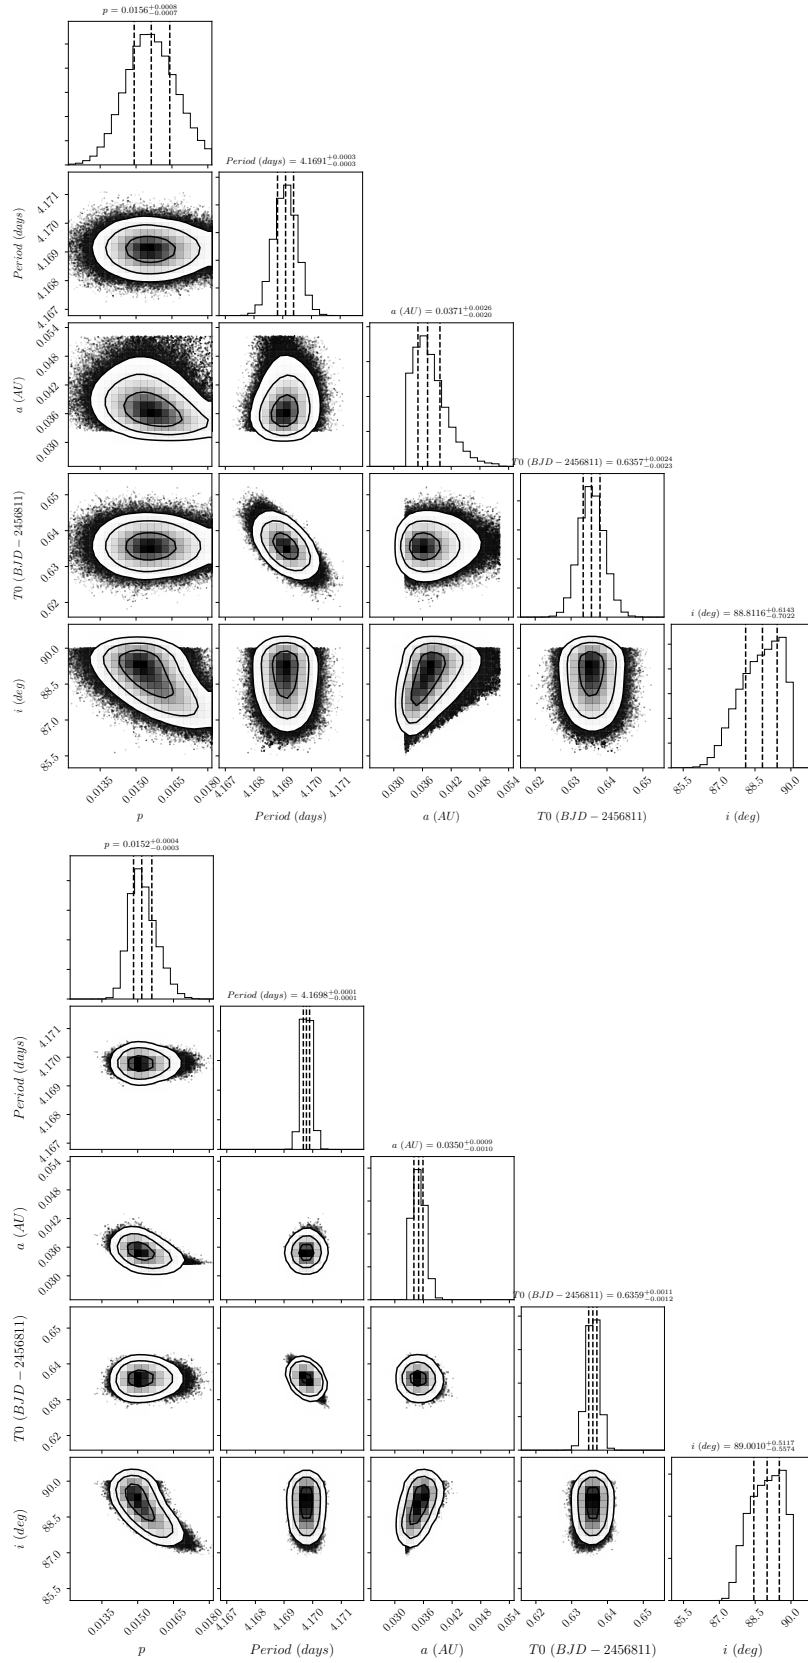 p = 0.0156 +0.0008 −0.0007
Period (days) = 4.1691 +0.0003 −0.0003
4.171
4.170
4.169
4.168
4.167
Period (days)
a (AU) = 0.0371 +0.0026 −0.0020
0.054
0.048
0.042
0.036
0.030
a (AU)
T0 (BJD − 2456811) = 0.6357 +0.0024 −0.0023
0.65
0.64
0.63
0.62
T0 (BJD − 2456811)
i (deg) = 88.8116 +0.6143 −0.7022
90.0
88.5
87.0
85.5
i (deg)
0.0135 0.0150 0.0165 0.0180 4.167 4.168 4.169 4.170 4.171 0.030 0.036 0.042 0.048 0.054 0.62 0.63 0.64 0.65 85.5 87.0 88.5 90.0
p Period (days) a (AU) T0 (BJD − 2456811) i (deg)
p = 0.0152 +0.0004 −0.0003
Period (days) = 4.1698 +0.0001 −0.0001
4.171
4.170
4.169
4.168
4.167
Period (days)
a (AU) = 0.0350 +0.0009 −0.0010
0.054
0.048
0.042
0.036
0.030
a (AU)
T0 (BJD − 2456811) = 0.6359 +0.0011 −0.0012
0.65
0.64
0.63
0.62
T0 (BJD − 2456811)
i (deg) = 89.0010 +0.5117 −0.5574
90.0
88.5
87.0
85.5
i (deg)
0.0135 0.0150 0.0165 0.0180 4.167 4.168 4.169 4.170 4.171 0.030 0.036 0.042 0.048 0.054 0.62 0.63 0.64 0.65 85.5 87.0 88.5 90.0
p Period (days) a (AU) T0 (BJD − 2456811) i (deg)